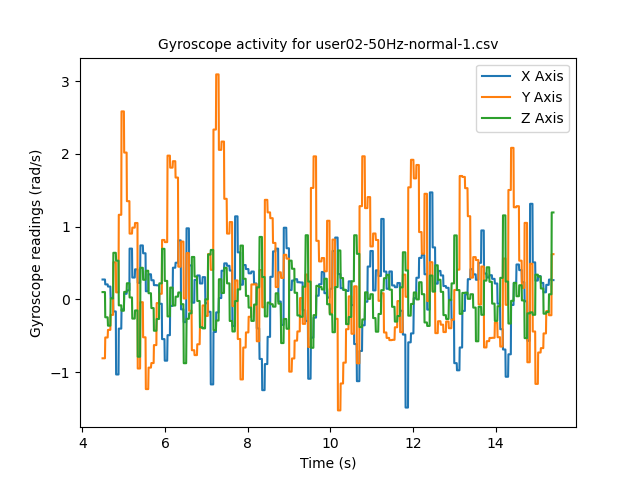 Gyroscope activity for user02-50Hz-normal-1.csv
X Axis
Y Axis
Z Axis
Gyroscope readings (rad/s)
3
2
1
0
−1
4
6
8
10
12
14
Time (s)